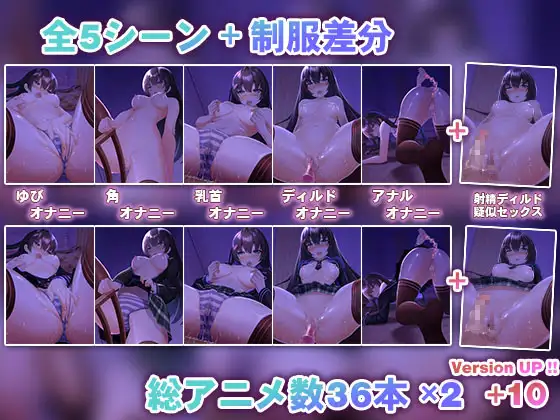 全5シーン + 制服差分
ゆび
オナニー
角
オナニー
乳首
オナニー
ディルド
オナニー
アナル
オナニー
+
射精ディルド
疑似セックス
+
Version UP !!
総アニメ数36本 ×2 +10